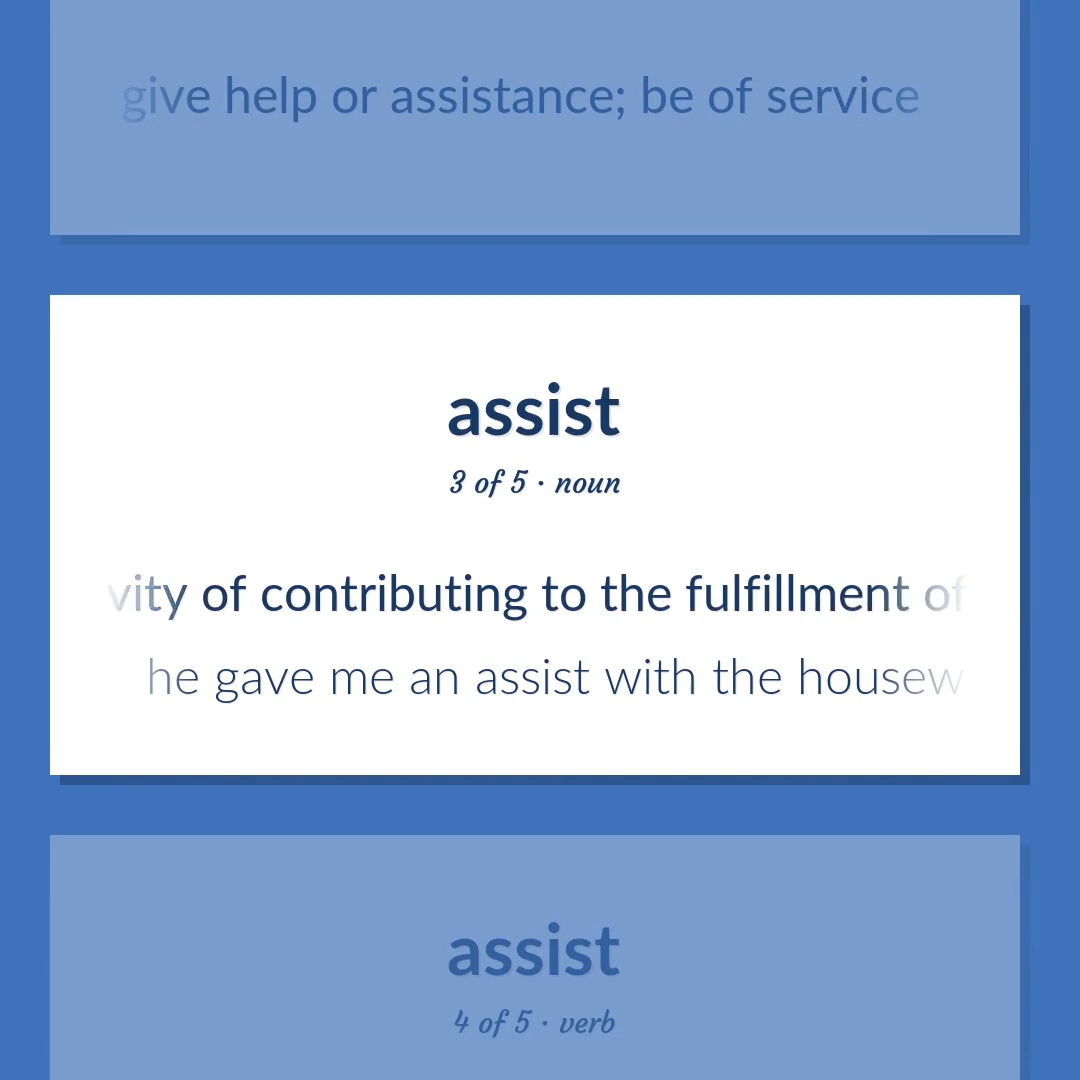 give help or assistance; be of service
assist
3 of 5 · noun
vity of contributing to the fulfillment of
he gave me an assist with the housew
assist
4 of 5 · verb